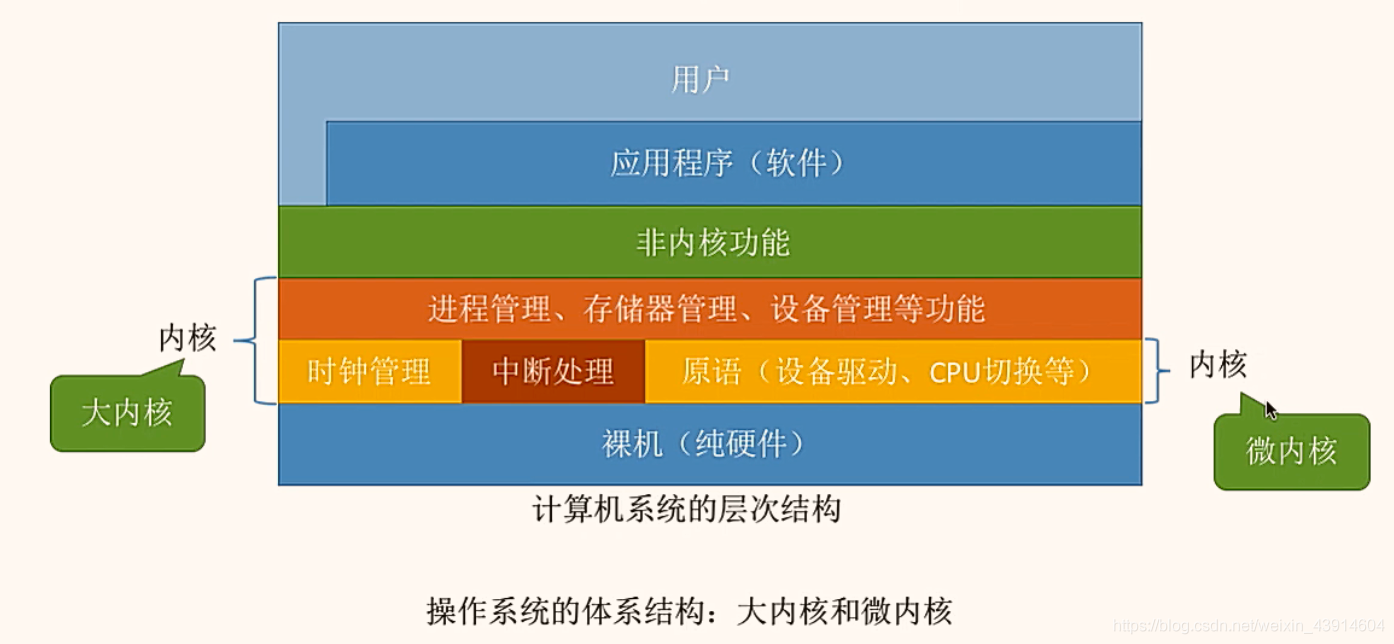 用户
应用程序（软件）
非内核功能
进程管理、存储器管理、设备管理等功能
内核
时钟管理
中断处理
原语（设备驱动、CPU切换等）
内核
大内核
裸机（纯硬件）
微内核
计算机系统的层次结构
操作系统的体系结构：大内核和微内核
https://blog.csdn.net/weixin_43914604